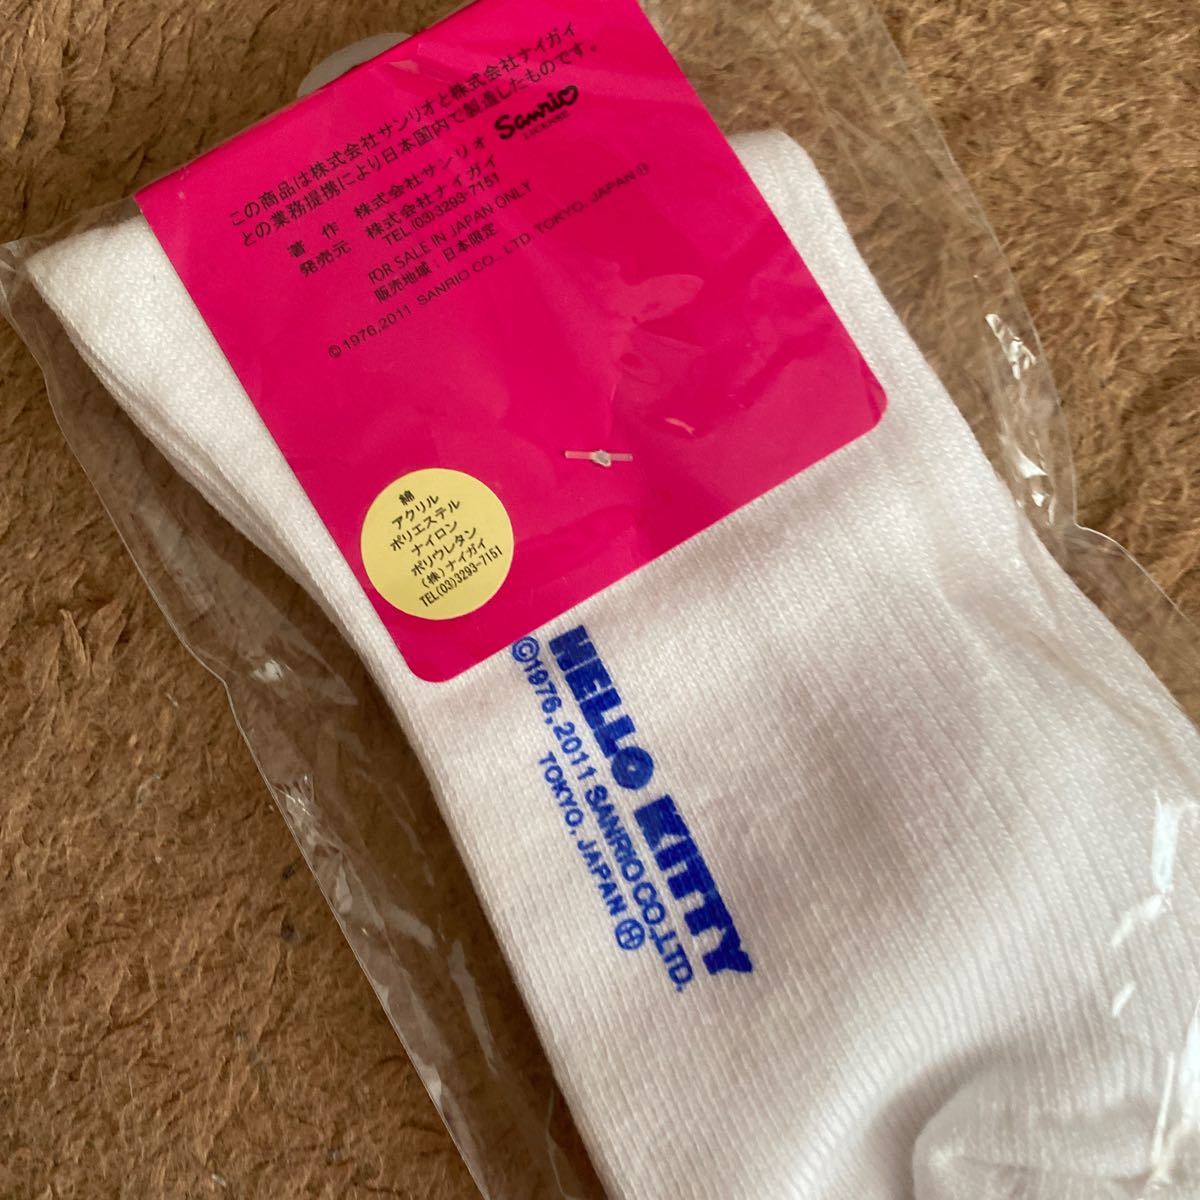 この商品は株式会社サンリオと株式会社ナイガイ
との業務提携により日本国内で製造したものです。
著 作 株式会社サンリオ
Sanrio
LICENSEE
発売元 株式会社ナイガイ
TEL(03)3293-7151
FOR SALE IN JAPAN ONLY
販売地域：日本限定
©1976,2011 SANRIO CO., LTD. TOKYO, JAPAN Ⓗ
綿
アクリル
ポリエステル
ナイロン
ポリウレタン
(株)ナイガイ
TEL(03)3293-7151
HELLO KITTY
©1976,2011 SANRIO CO.,LTD.
TOKYO, JAPAN Ⓗ